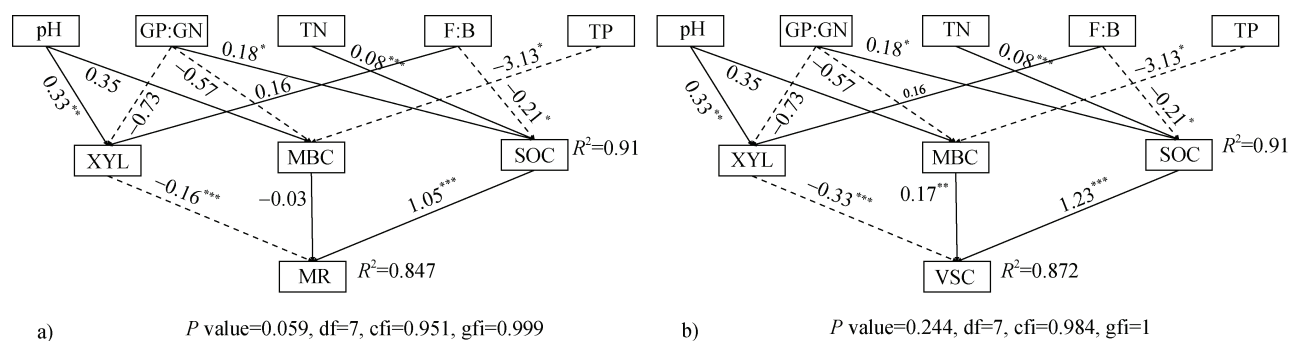 pH GP:GN TN F:B TP
0.33** 0.35 −0.73 −0.57 0.18* 0.16 0.08*** −0.21* −3.13*
XYL MBC SOC R²=0.91
−0.16*** −0.03 1.05***
MR R²=0.847
a) P value=0.059, df=7, cfi=0.951, gfi=0.999
pH GP:GN TN F:B TP
0.33** 0.35 −0.73 −0.57 0.18* 0.16 0.08*** −0.21* −3.13*
XYL MBC SOC R²=0.91
−0.33*** 0.17** 1.23***
VSC R²=0.872
b) P value=0.244, df=7, cfi=0.984, gfi=1